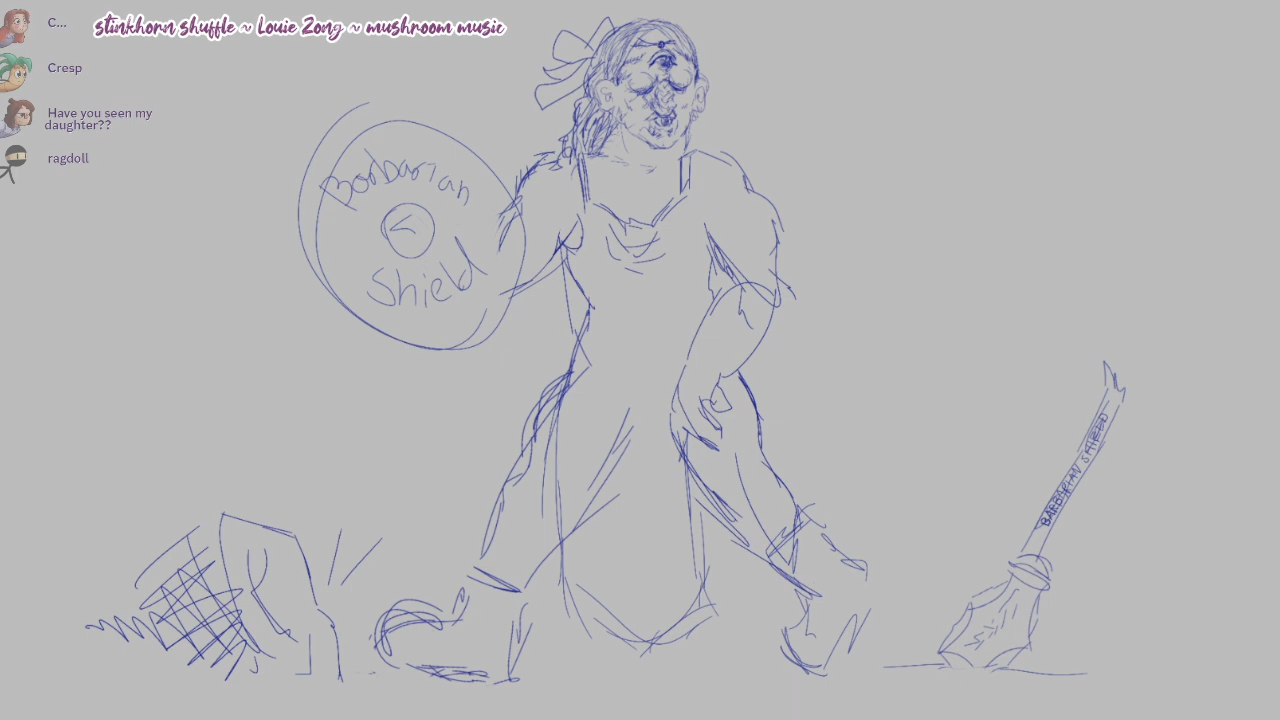 stinkhorn shuffle ~ Louie Zong ~ mushroom music
C...
Cresp
Have you seen my
daughter??
ragdoll
Barbarian
Shield
BARBARIAN SHIELD